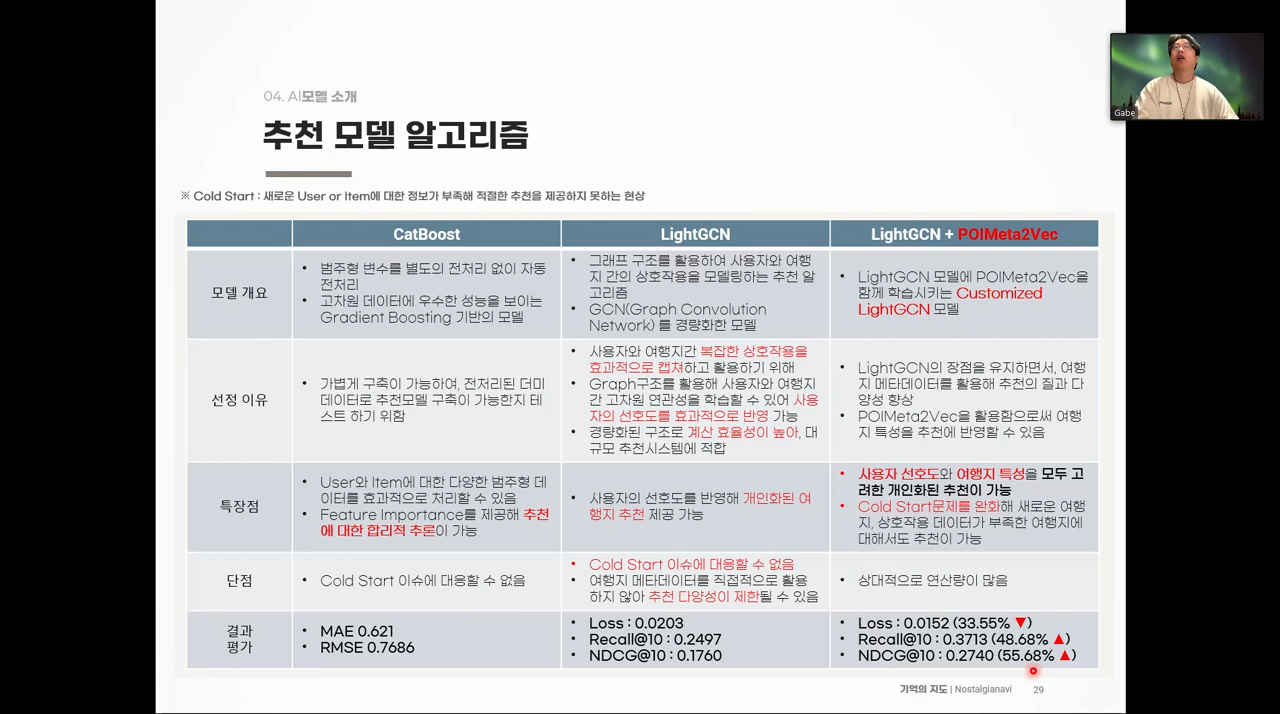 04. AI모델 소개
추천 모델 알고리즘
※ Cold Start : 새로운 User or Item에 대한 정보가 부족해 적절한 추천을 제공하지 못하는 현상
CatBoost
LightGCN
LightGCN + POIMeta2Vec
모델 개요
• 범주형 변수를 별도의 전처리 없이 자동
전처리
• 고차원 데이터에 우수한 성능을 보이는
Gradient Boosting 기반의 모델
• 그래프 구조를 활용하여 사용자와 여행
지 간의 상호작용을 모델링하는 추천 알
고리즘
• GCN(Graph Convolution
Network) 를 경량화한 모델
• LightGCN 모델에 POIMeta2Vec을
함께 학습시키는 Customized
LightGCN 모델
선정 이유
• 가볍게 구축이 가능하여, 전처리된 더미
데이터로 추천모델 구축이 가능한지 테
스트 하기 위함
• 사용자와 여행지간 복잡한 상호작용을
효과적으로 캡쳐하고 활용하기 위해
• Graph구조를 활용해 사용자와 여행지
간 고차원 연관성을 학습할 수 있어 사용
자의 선호도를 효과적으로 반영 가능
• 경량화된 구조로 계산 효율성이 높아, 대
규모 추천시스템에 적합
• LightGCN의 장점을 유지하면서, 여행
지 메타데이터를 활용해 추천의 질과 다
양성 향상
• POIMeta2Vec을 활용함으로써 여행
지 특성을 추천에 반영할 수 있음
특장점
• User와 Item에 대한 다양한 범주형 데
이터를 효과적으로 처리할 수 있음
• Feature Importance를 제공해 추천
에 대한 합리적 추론이 가능
• 사용자의 선호도를 반영해 개인화된 여
행지 추천 제공 가능
• 사용자 선호도와 여행지 특성을 모두 고
려한 개인화된 추천이 가능
• Cold Start문제를 완화해 새로운 여행
지, 상호작용 데이터가 부족한 여행지에
대해서도 추천이 가능
단점
• Cold Start 이슈에 대응할 수 없음
• Cold Start 이슈에 대응할 수 없음
• 여행지 메타데이터를 직접적으로 활용
하지 않아 추천 다양성이 제한될 수 있음
• 상대적으로 연산량이 많음
결과
평가
• MAE 0.621
• RMSE 0.7686
• Loss : 0.0203
• Recall@10 : 0.2497
• NDCG@10 : 0.1760
• Loss : 0.0152 (33.55% ▼)
• Recall@10 : 0.3713 (48.68% ▲)
• NDCG@10 : 0.2740 (55.68% ▲)
기억의 지도 | Nostalgianavi 29
Gabe